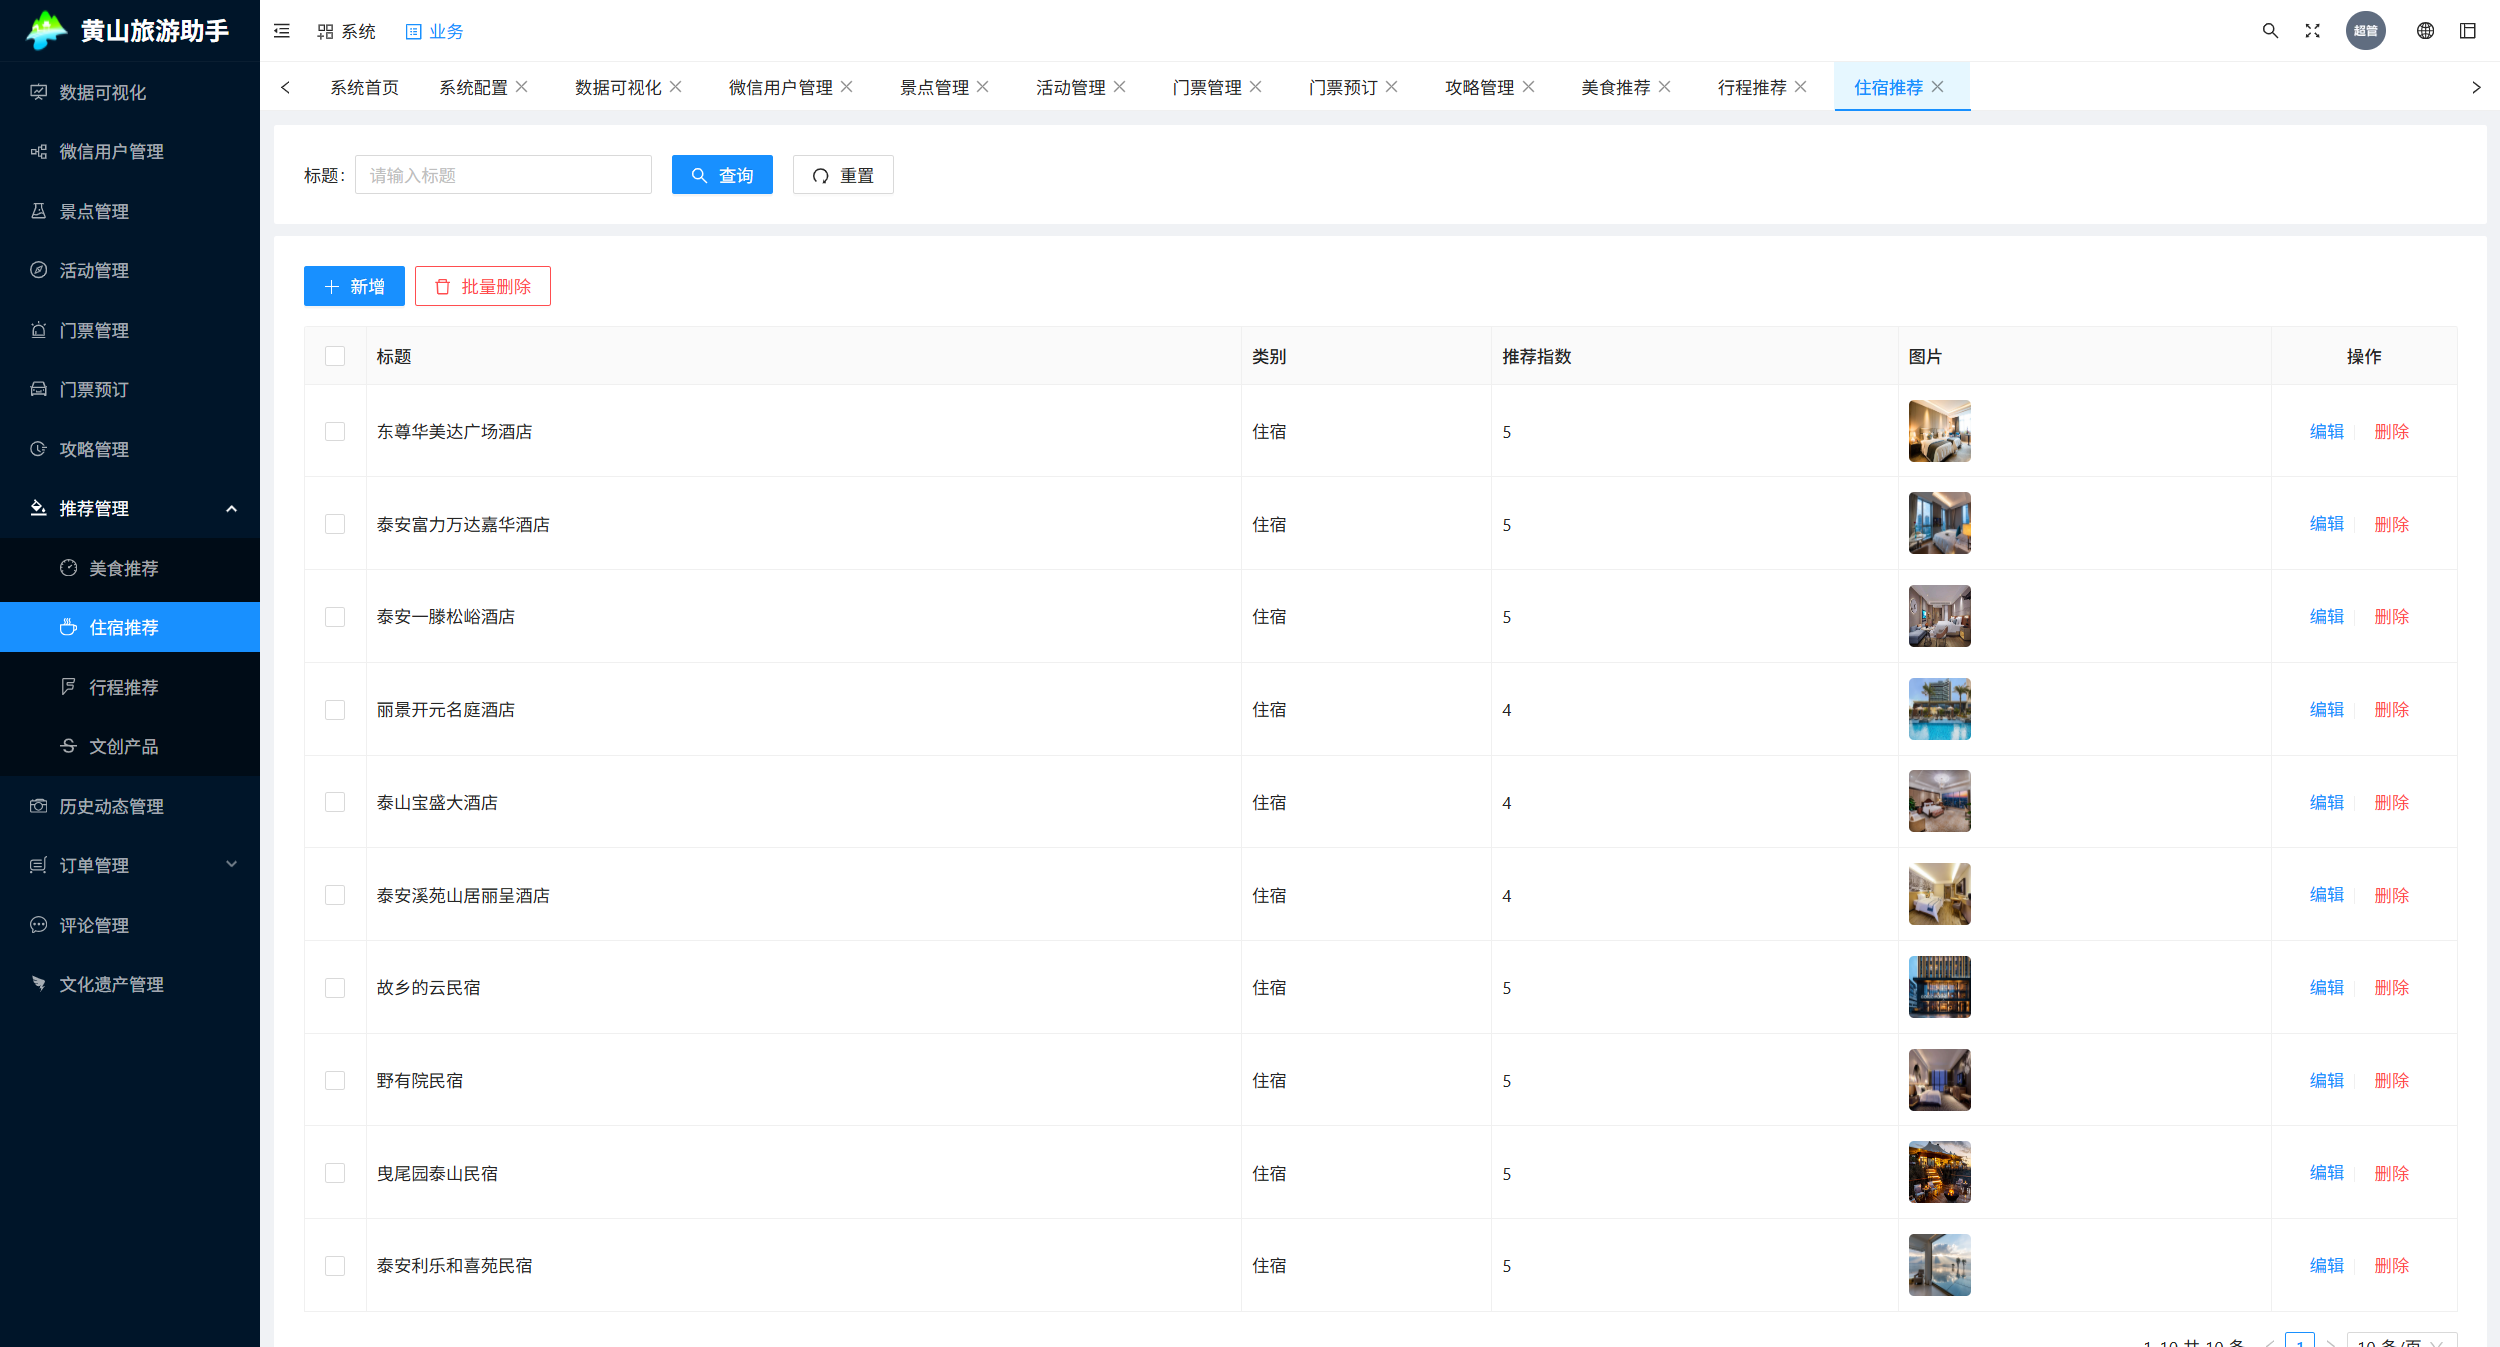 黄山旅游助手
系统 业务 超管
系统首页 系统配置 数据可视化 微信用户管理 景点管理 活动管理 门票管理 门票预订 攻略管理 美食推荐 行程推荐 住宿推荐
数据可视化
微信用户管理
景点管理
活动管理
门票管理
门票预订
攻略管理
推荐管理
美食推荐
住宿推荐
行程推荐
文创产品
历史动态管理
订单管理
评论管理
文化遗产管理
标题: 请输入标题 查询 重置
新增 批量删除
标题 类别 推荐指数 图片 操作
东尊华美达广场酒店 住宿 5 编辑 删除
泰安富力万达嘉华酒店 住宿 5 编辑 删除
泰安一滕松峪酒店 住宿 5 编辑 删除
丽景开元名庭酒店 住宿 4 编辑 删除
泰山宝盛大酒店 住宿 4 编辑 删除
泰安溪苑山居丽呈酒店 住宿 4 编辑 删除
故乡的云民宿 住宿 5 编辑 删除
野有院民宿 住宿 5 编辑 删除
曳尾园泰山民宿 住宿 5 编辑 删除
泰安利乐和喜苑民宿 住宿 5 编辑 删除
1-10 共 10 条 1 10 条/页